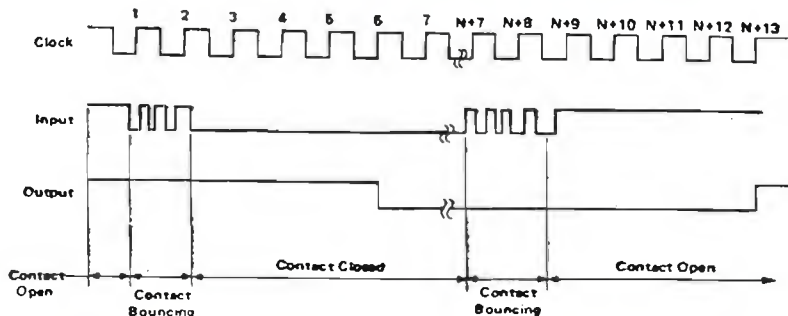 1 2 3 4 5 6 7 N+7 N+8 N+9 N+10 N+11 N+12 N+13
Clock
Input
Output
Contact Open
Contact Bouncing
Contact Closed
Contact Bouncing
Contact Open